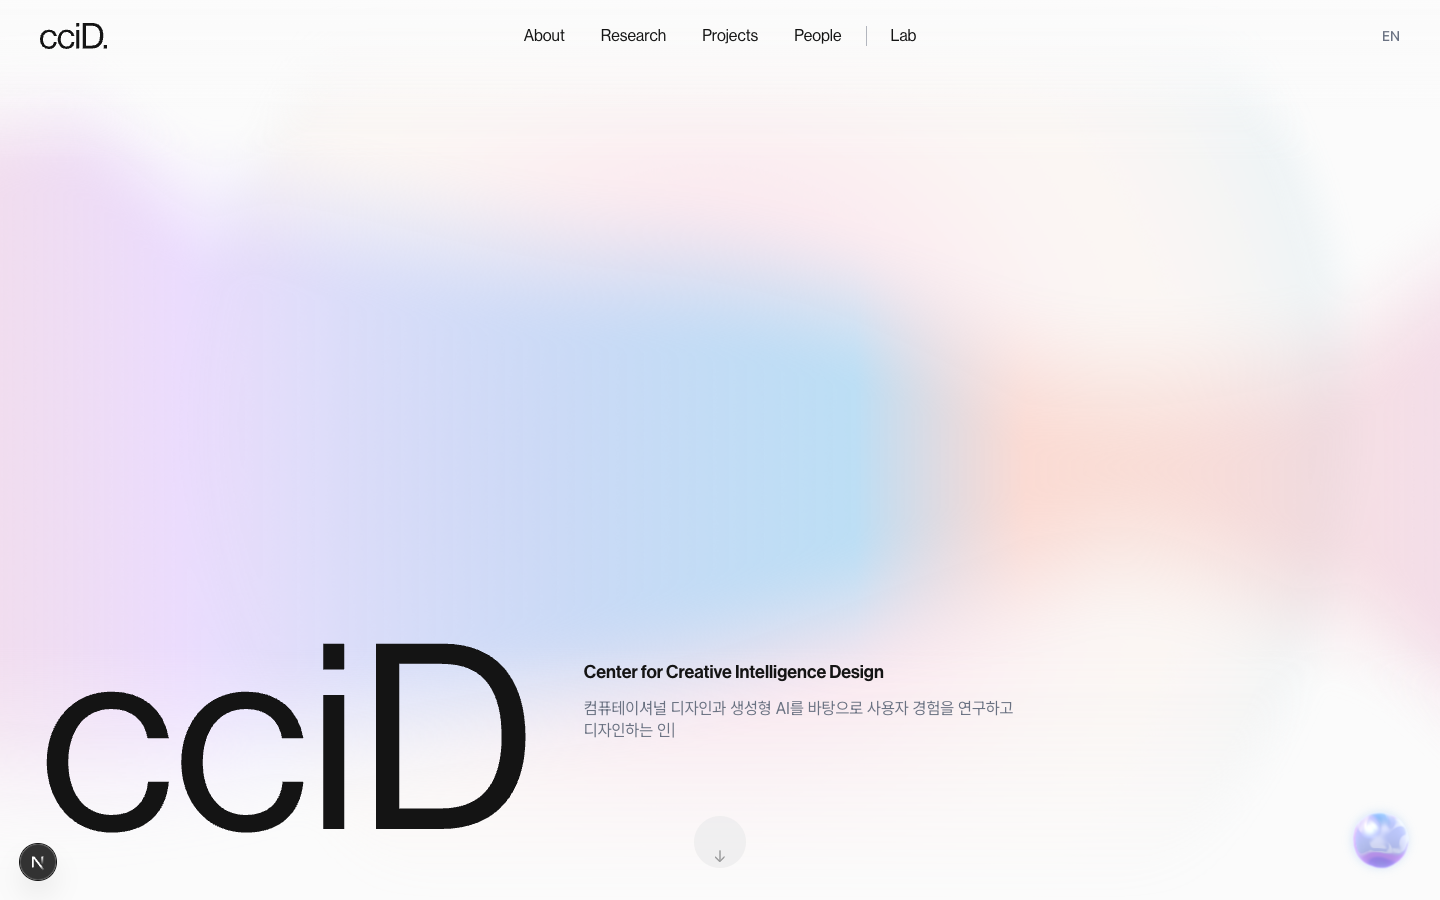 cciD.
About
Research
Projects
People
Lab
EN
cciD
Center for Creative Intelligence Design
컴퓨테이셔널 디자인과 생성형 AI를 바탕으로 사용자 경험을 연구하고
디자인하는 인|
N